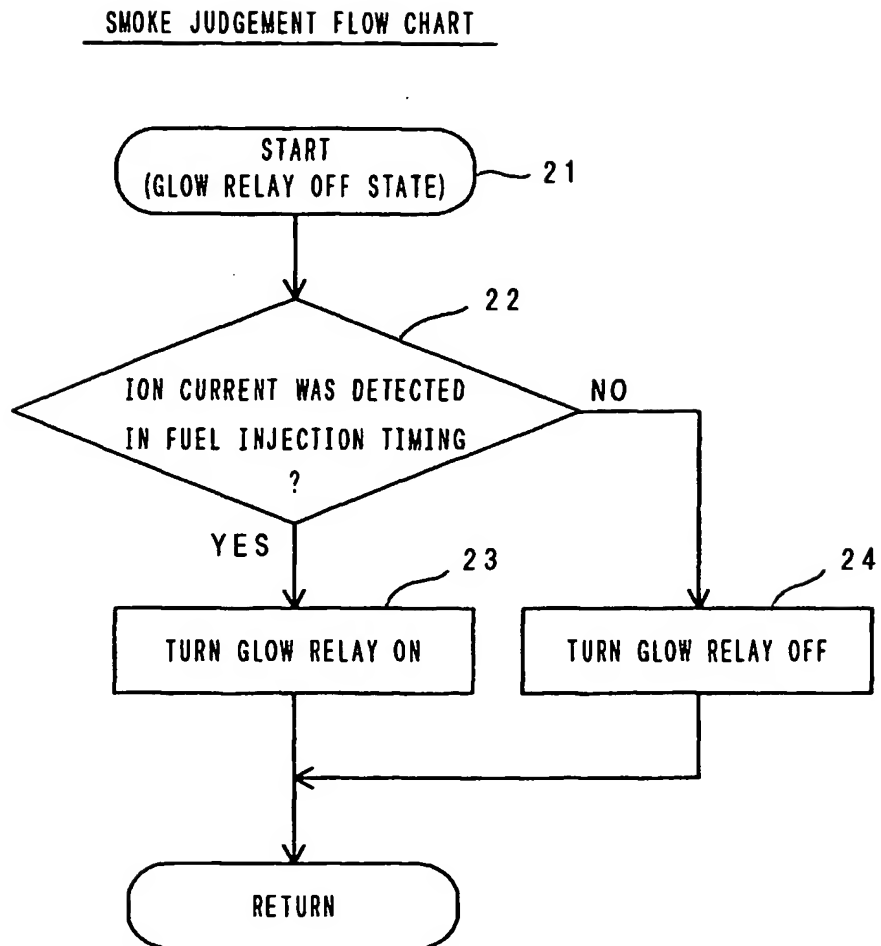 SMOKE JUDGEMENT FLOW CHART
START
(GLOW RELAY OFF STATE)
21
22
ION CURRENT WAS DETECTED
IN FUEL INJECTION TIMING
?
NO
YES
23
24
TURN GLOW RELAY ON
TURN GLOW RELAY OFF
RETURN